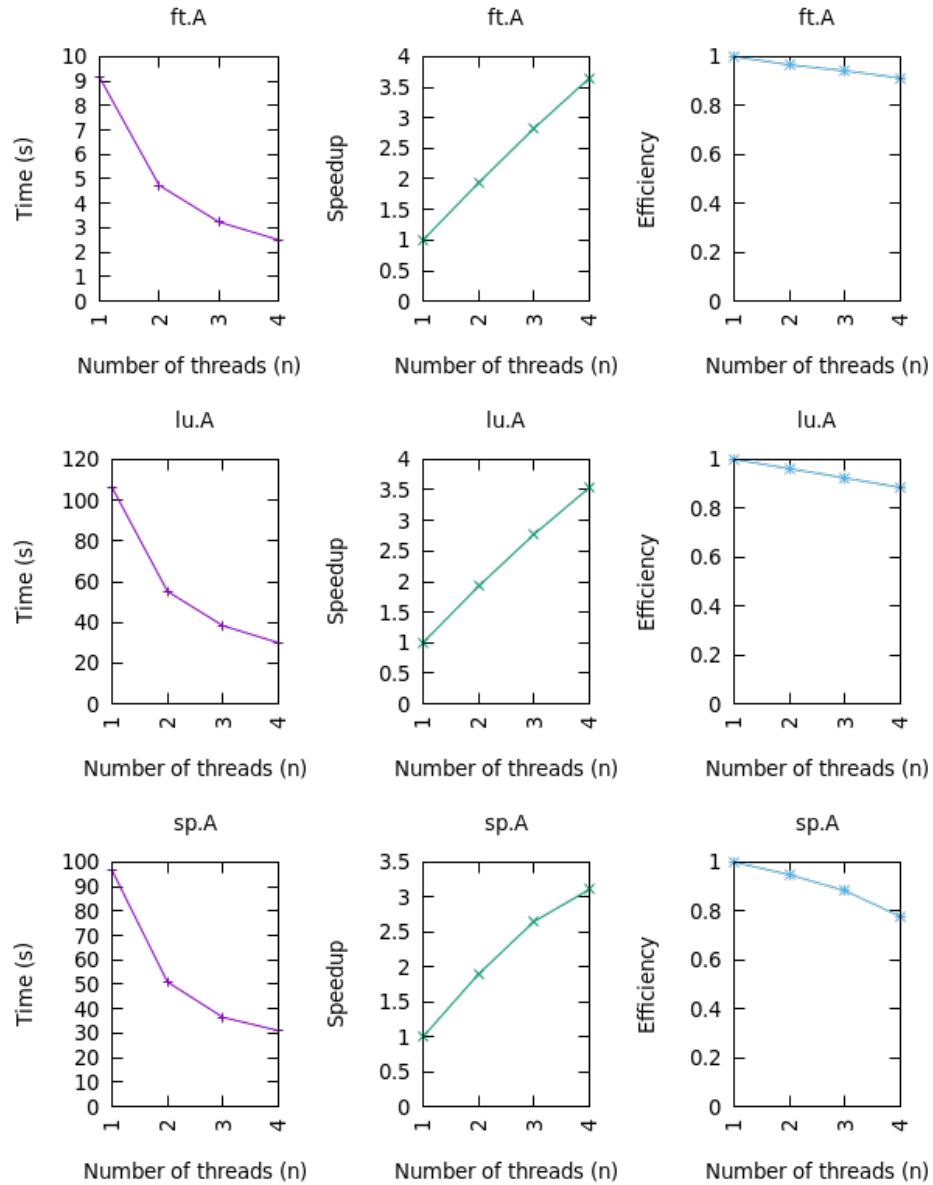 ft.A
ft.A
ft.A
10
9
8
7
6
5
4
3
2
1
0
Time (s)
1 2 3 4
Number of threads (n)
4
3.5
3
2.5
2
1.5
1
0.5
0
Speedup
1 2 3 4
Number of threads (n)
1
0.8
0.6
0.4
0.2
0
Efficiency
1 2 3 4
Number of threads (n)
lu.A
lu.A
lu.A
120
100
80
60
40
20
0
Time (s)
1 2 3 4
Number of threads (n)
4
3.5
3
2.5
2
1.5
1
0.5
0
Speedup
1 2 3 4
Number of threads (n)
1
0.8
0.6
0.4
0.2
0
Efficiency
1 2 3 4
Number of threads (n)
sp.A
sp.A
sp.A
100
90
80
70
60
50
40
30
20
10
0
Time (s)
1 2 3 4
Number of threads (n)
3.5
3
2.5
2
1.5
1
0.5
0
Speedup
1 2 3 4
Number of threads (n)
1
0.8
0.6
0.4
0.2
0
Efficiency
1 2 3 4
Number of threads (n)